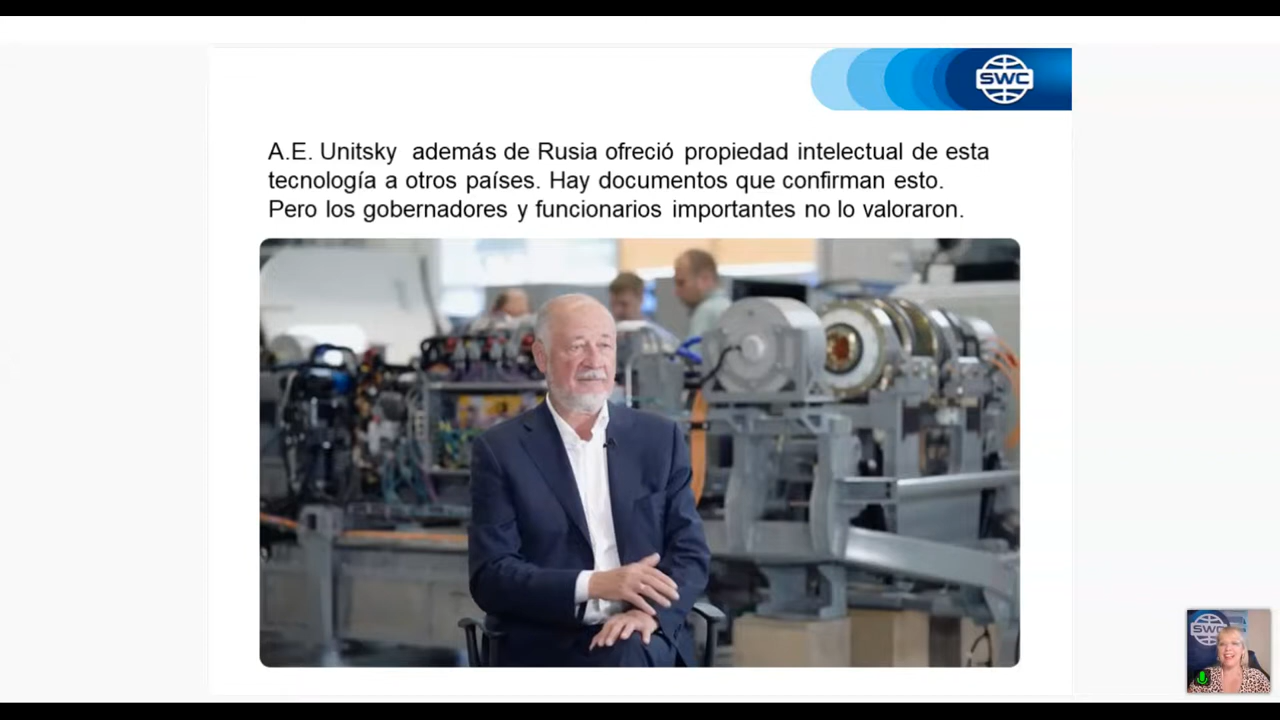 SWC
A.E. Unitsky  además de Rusia ofreció propiedad intelectual de esta
tecnología a otros países. Hay documentos que confirman esto.
Pero los gobernadores y funcionarios importantes no lo valoraron.
SWC